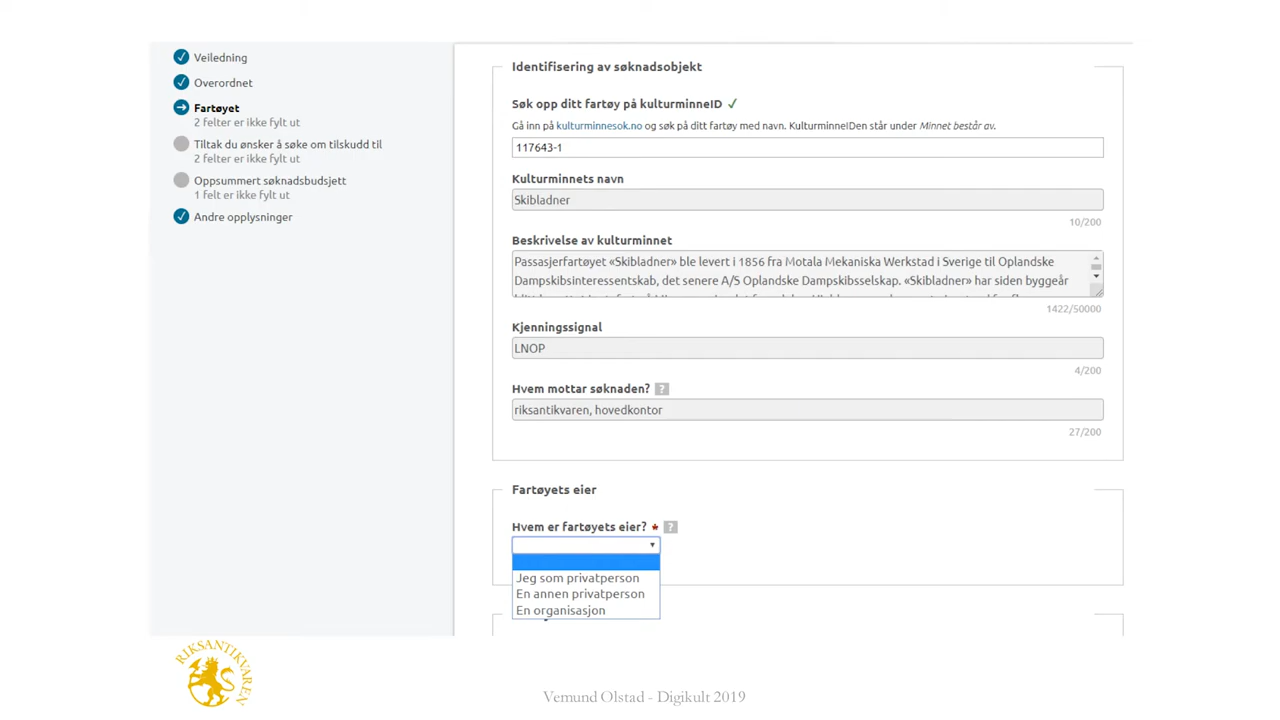 Veiledning
Overordnet
Fartøyet
2 felter er ikke fylt ut
Tiltak du ønsker å søke om tilskudd til
2 felter er ikke fylt ut
Oppsummert søknadsbudsjett
1 felt er ikke fylt ut
Andre opplysninger
Identifisering av søknadsobjekt
Søk opp ditt fartøy på kulturminneID
Gå inn på kulturminnesok.no og søk på ditt fartøy med navn. KulturminneIDen står under Minnet består av.
117643-1
Kulturminnets navn
Skibladner
10/200
Beskrivelse av kulturminnet
Passasjerfartøyet «Skibladner» ble levert i 1856 fra Motala Mekaniska Werkstad i Sverige til Oplandske
Dampskibsinteressentskab, det senere A/S Oplandske Dampskibsselskap. «Skibladner» har siden byggeår
1422/50000
Kjenningssignal
LNOP
4/200
Hvem mottar søknaden? ?
riksantikvaren, hovedkontor
27/200
Fartøyets eier
Hvem er fartøyets eier? * ?
Jeg som privatperson
En annen privatperson
En organisasjon
RIKSANTIKVAREN
Vemund Olstad - Digikult 2019